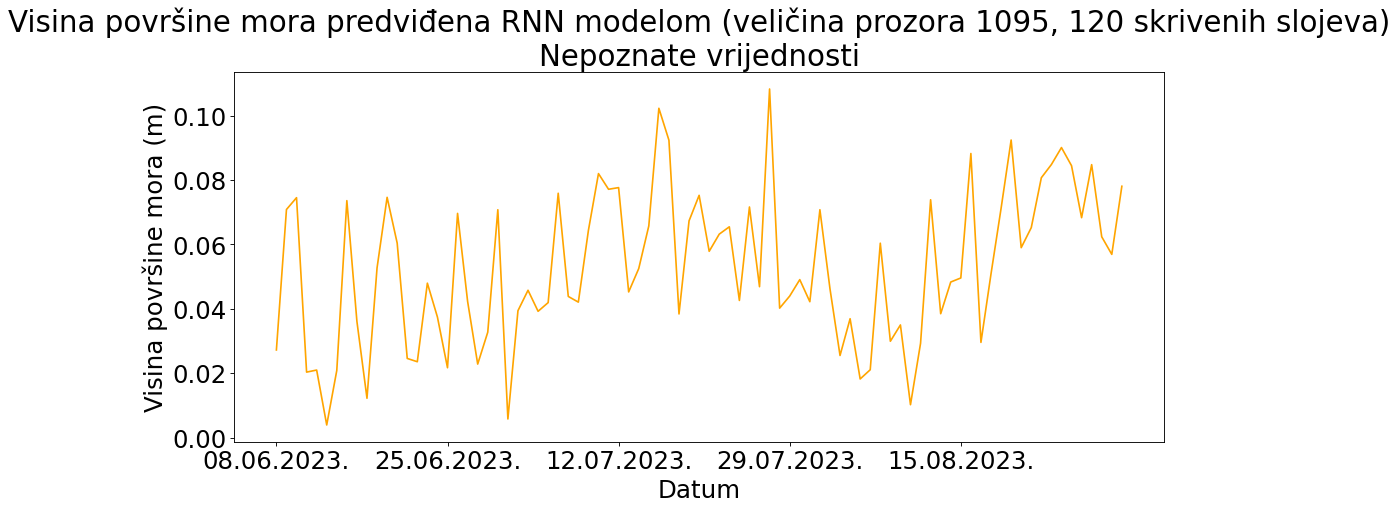 Visina površine mora predviđena RNN modelom (veličina prozora 1095, 120 skrivenih slojeva)
Nepoznate vrijednosti
Visina površine mora (m)
0.10
0.08
0.06
0.04
0.02
0.00
08.06.2023.
25.06.2023.
12.07.2023.
29.07.2023.
15.08.2023.
Datum